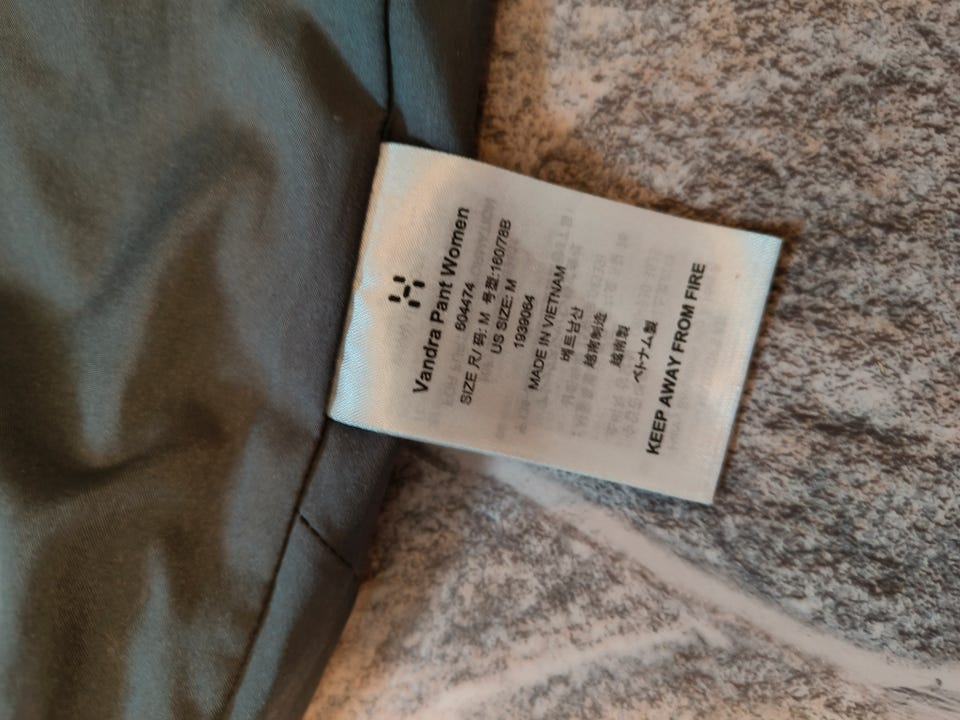 Vandra Pant Women
604474
SIZE 尺/ 码: M 号型:160/78B
US SIZE: M
1939064
MADE IN VIETNAM
베트남산
越南制造
越南製
ベトナム製
KEEP AWAY FROM FIRE